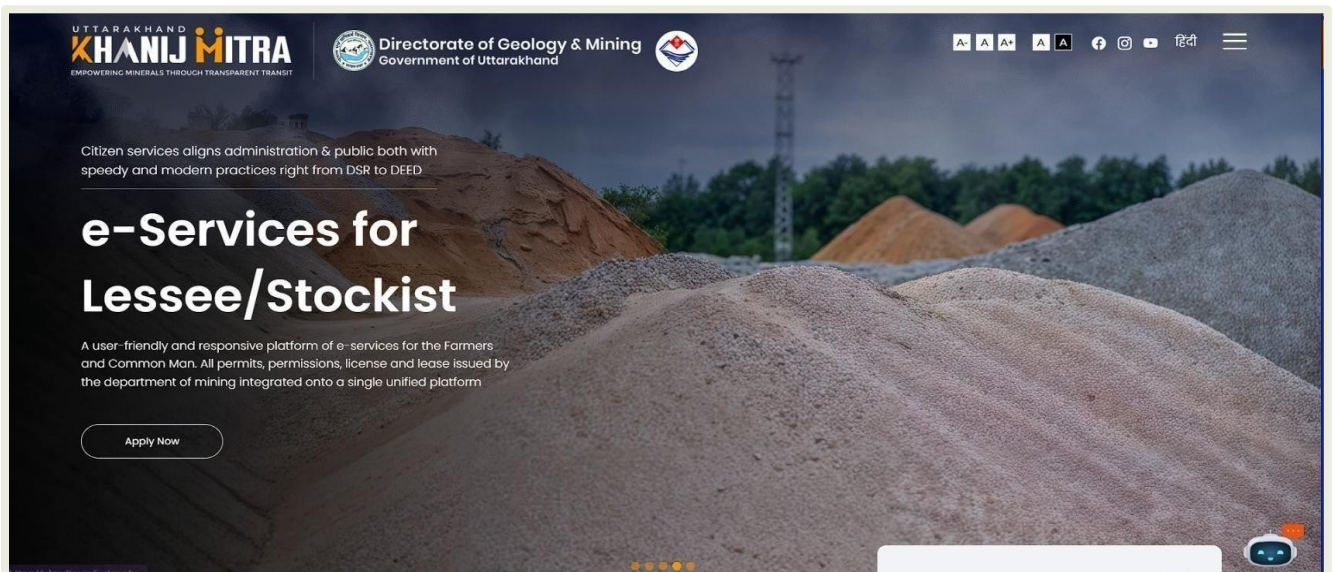 UTTARAKHAND
KHANIJ MITRA
EMPOWERING MINERALS THROUGH TRANSPARENT TRANSIT
Directorate of Geology & Mining
Government of Uttarakhand
A- A A+ A A हिंदी
Citizen services aligns administration & public both with
speedy and modern practices right from DSR to DEED
e-Services for
Lessee/Stockist
A user-friendly and responsive platform of e-services for the Farmers
and Common Man. All permits, permissions, license and lease issued by
the department of mining integrated onto a single unified platform
Apply Now